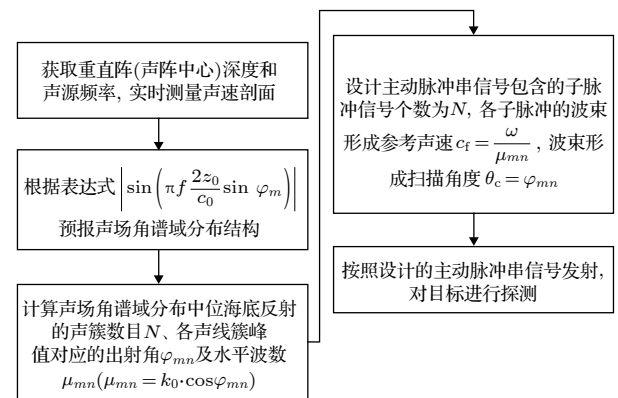 获取重直阵(声阵中心)深度和
声源频率, 实时测量声速剖面
根据表达式 |sin(πf 2z₀/c₀ sin φₘ)|
预报声场角谱域分布结构
计算声场角谱域分布中位海底反射
的声簇数目N、各声线簇峰
值对应的出射角φₘₙ及水平波数
μₘₙ(μₘₙ = k₀·cosφₘₙ)
设计主动脉冲串信号包含的子脉
冲信号个数为N, 各子脉冲的波束
形成参考声速 c_f = ω/μₘₙ , 波束形
成扫描角度 θ_c = φₘₙ
按照设计的主动脉冲串信号发射,
对目标进行探测